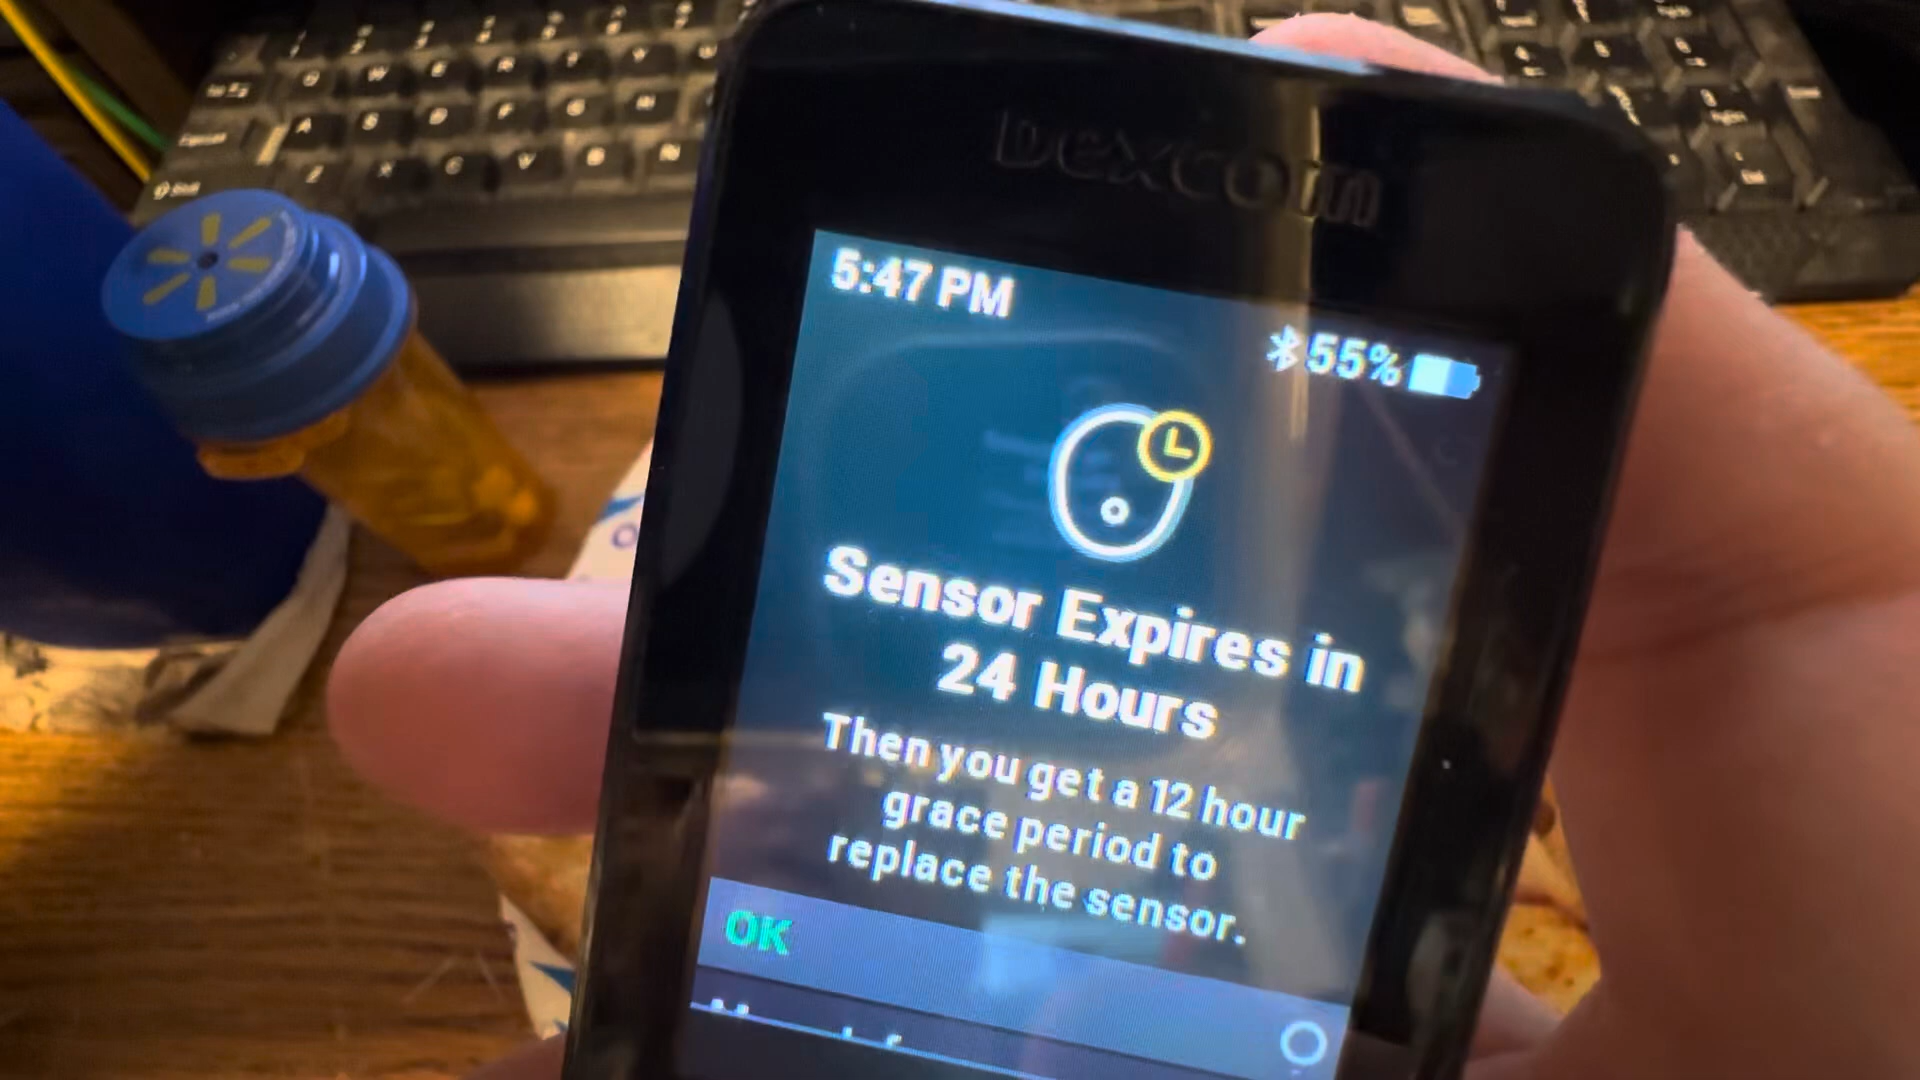 Dexcom
5:47 PM
55%
Sensor Expires in
24 Hours
Then you get a 12 hour
grace period to
replace the sensor.
OK
Q W E R T Y U
A S D F G H
Z X C V B N
Shift